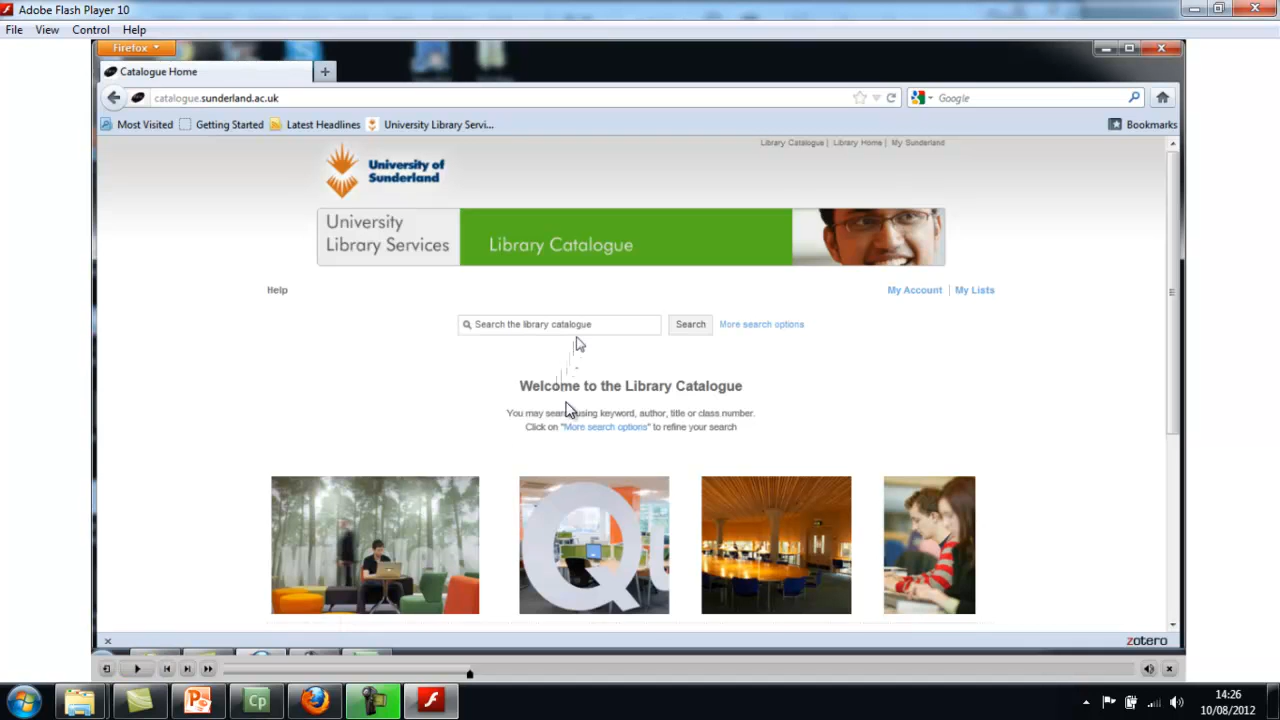 Adobe Flash Player 10
File View Control Help
Firefox
Catalogue Home
catalogue.sunderland.ac.uk
Google
Most Visited Getting Started Latest Headlines University Library Servi...
Bookmarks
Library Catalogue | Library Home | My Sunderland
University of
Sunderland
University
Library Services
Library Catalogue
Help
My Account | My Lists
Search the library catalogue
Search
More search options
Welcome to the Library Catalogue
You may search using keyword, author, title or class number.
Click on "More search options" to refine your search
Qu
zotero
Cp
14:26
10/08/2012